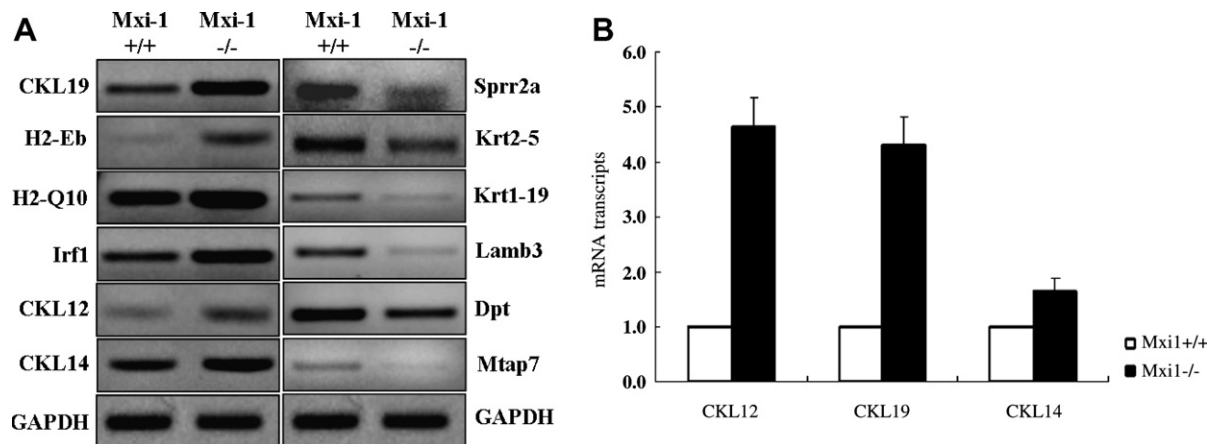 A
Mxi-1 Mxi-1 Mxi-1 Mxi-1
+/+ -/- +/+ -/-
CKL19 Sprr2a
H2-Eb Krt2-5
H2-Q10 Krt1-19
Irf1 Lamb3
CKL12 Dpt
CKL14 Mtap7
GAPDH GAPDH
B
mRNA transcripts
6.0
5.0
4.0
3.0
2.0
1.0
0.0
CKL12 CKL19 CKL14
Mxi1+/+
Mxi1-/-